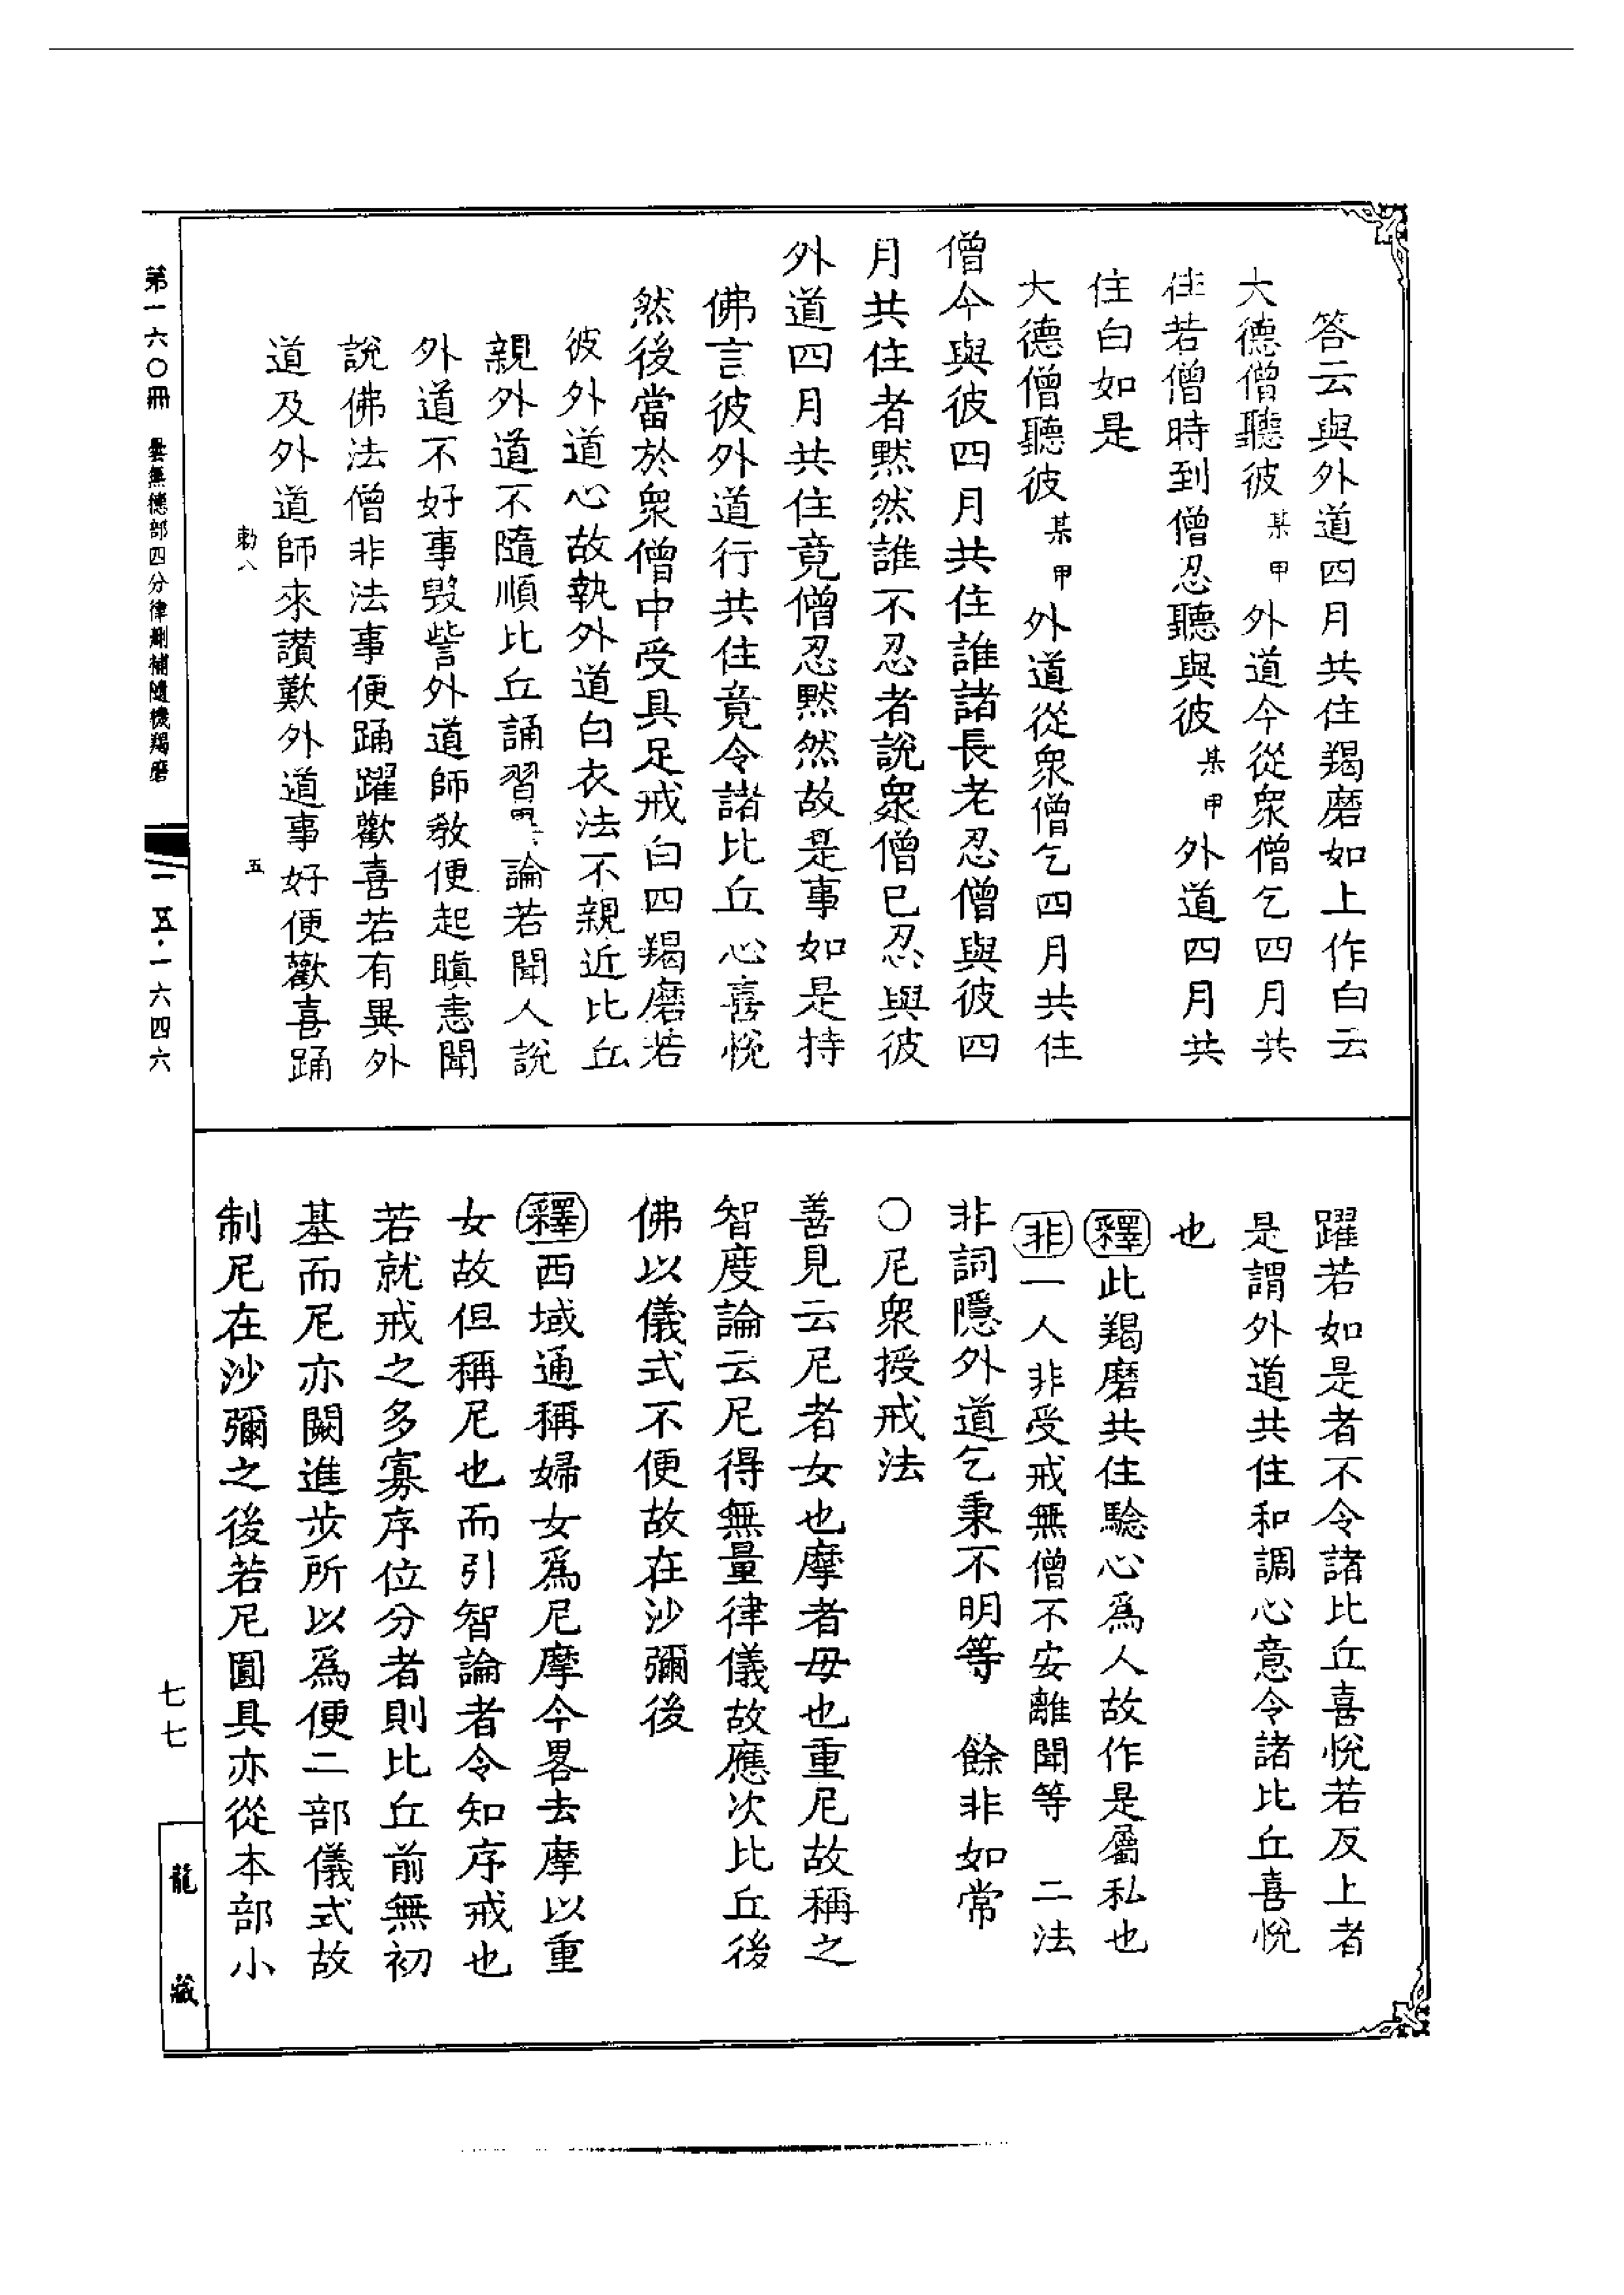 答云與外道四月共住羯磨如上作白云
大德僧聽彼某甲外道今從衆僧乞四月共
住若僧時到僧忍聽與彼某甲外道四月共
住白如是
大德僧聽彼某甲外道從衆僧乞四月共住
僧今與彼四月共住誰諸長老忍僧與彼四
月共住者黙然誰不忍者說衆僧已忍與彼
外道四月共住竟僧忍黙然故是事如是持
佛言彼外道行共住竟令諸比丘心喜悅
然後當於衆僧中受具足戒白四羯磨若
彼外道心故執外道白衣法不親近比丘
親外道不隨順比丘誦習異論若聞人說
外道不好事毁訾外道師教便起瞋恚聞
說佛法僧非法事便踊躍歡喜若有異外
道及外道師來讃歎外道事好便歡喜踊
勅八
五
躍若如是者不令諸比丘喜悅若反上者
是謂外道共住和調心意令諸比丘喜悅
也
釋此羯磨共住驗心爲人故作是屬私也
非一人非受戒無僧不安離聞等 二法
非詞隱外道乞秉不明等 餘非如常
○尼衆授戒法
善見云尼者女也摩者母也重尼故稱之
智度論云尼得無量律儀故應次比丘後
佛以儀式不便故在沙彌後
釋西域通稱婦女爲尼摩今畧去摩以重
女故但稱尼也而引智論者令知序戒也
若就戒之多寡序位分者則比丘前無初
基而尼亦闕進步所以爲便二部儀式故
制尼在沙彌之後若尼圓具亦從本部小
第一六〇冊 曇無德部四分律刪補隨機羯磨
一五·一六四六
七七
龍藏